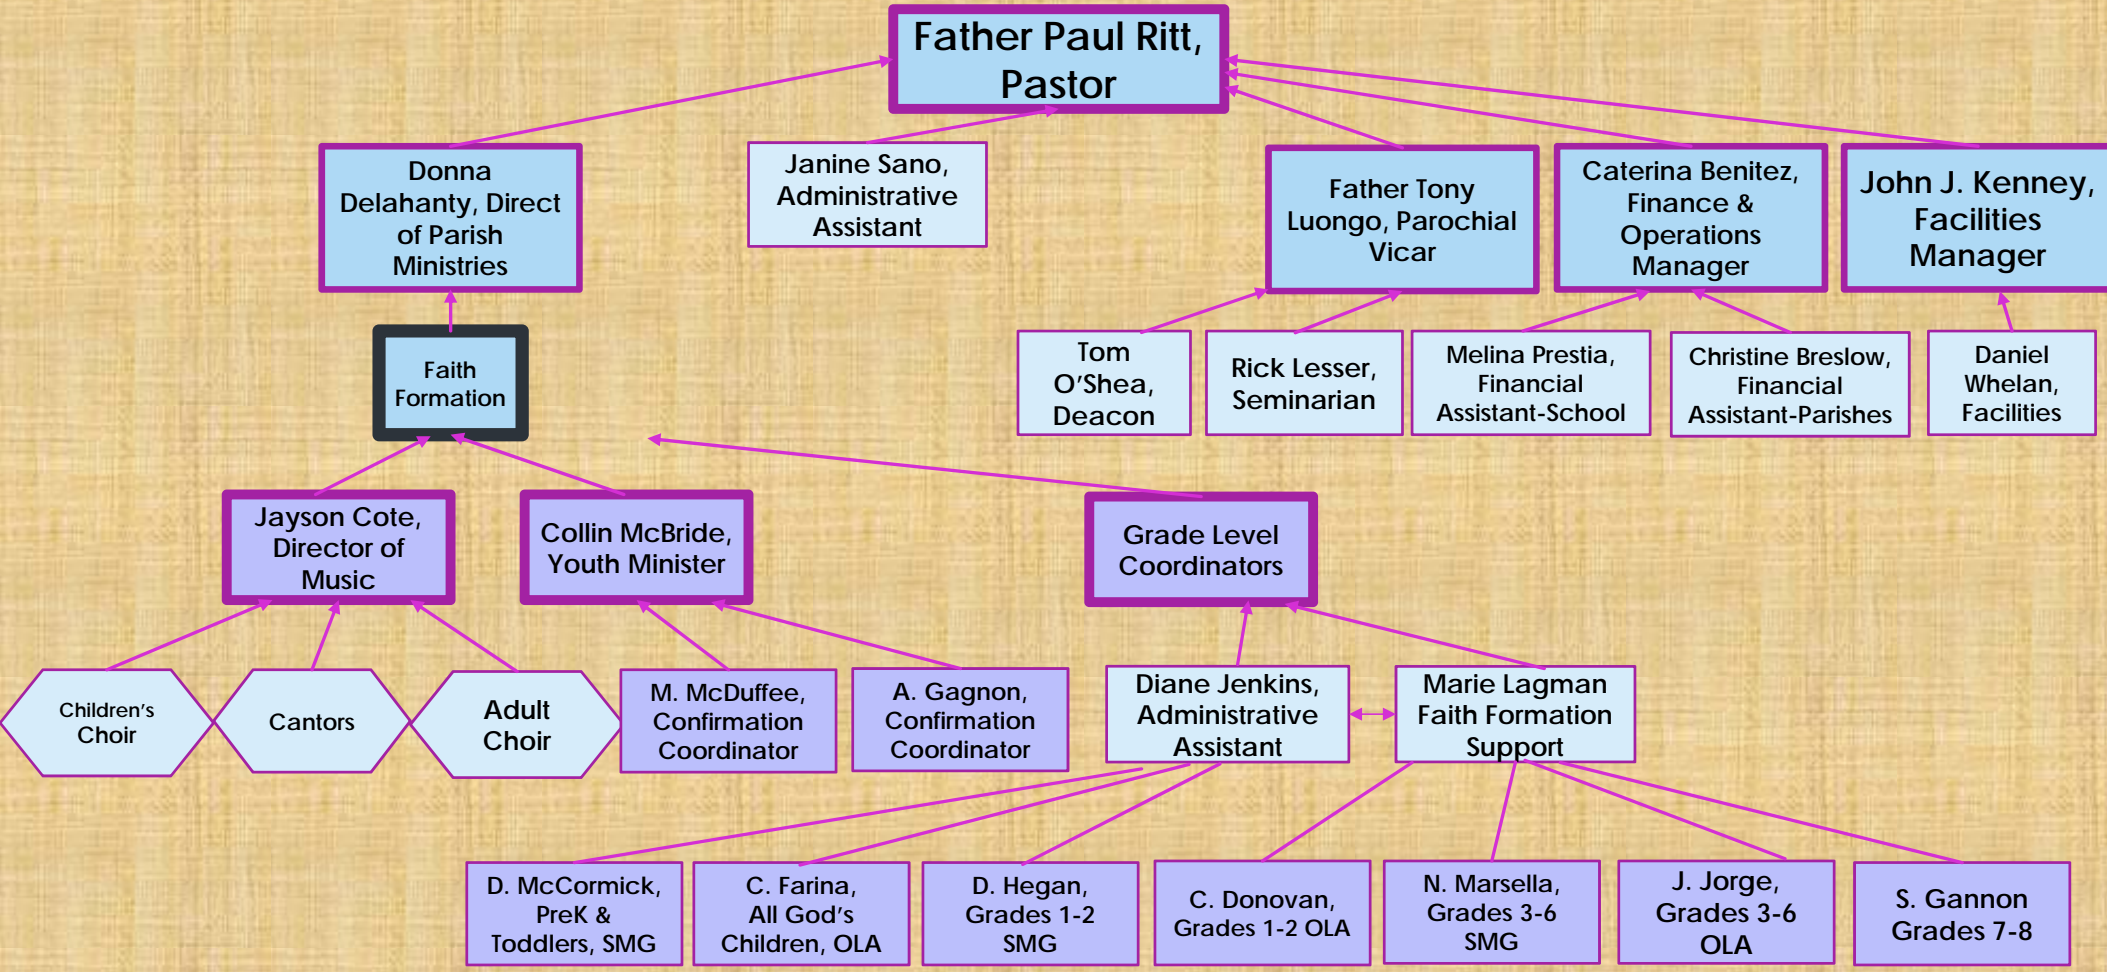 Father Paul Ritt,
Pastor
Donna
Delahanty, Direct
of Parish
Ministries
Janine Sano,
Administrative
Assistant
Father Tony
Luongo, Parochial
Vicar
Caterina Benitez,
Finance &
Operations
Manager
John J. Kenney,
Facilities
Manager
Faith
Formation
Tom
O’Shea,
Deacon
Rick Lesser,
Seminarian
Melina Prestia,
Financial
Assistant-School
Christine Breslow,
Financial
Assistant-Parishes
Daniel
Whelan,
Facilities
Jayson Cote,
Director of
Music
Collin McBride,
Youth Minister
Grade Level
Coordinators
Children’s
Choir
Cantors
Adult
Choir
M. McDuffee,
Confirmation
Coordinator
A. Gagnon,
Confirmation
Coordinator
Diane Jenkins,
Administrative
Assistant
Marie Lagman
Faith Formation
Support
D. McCormick,
PreK &
Toddlers, SMG
C. Farina,
All God’s
Children, OLA
D. Hegan,
Grades 1-2
SMG
C. Donovan,
Grades 1-2 OLA
N. Marsella,
Grades 3-6
SMG
J. Jorge,
Grades 3-6
OLA
S. Gannon
Grades 7-8